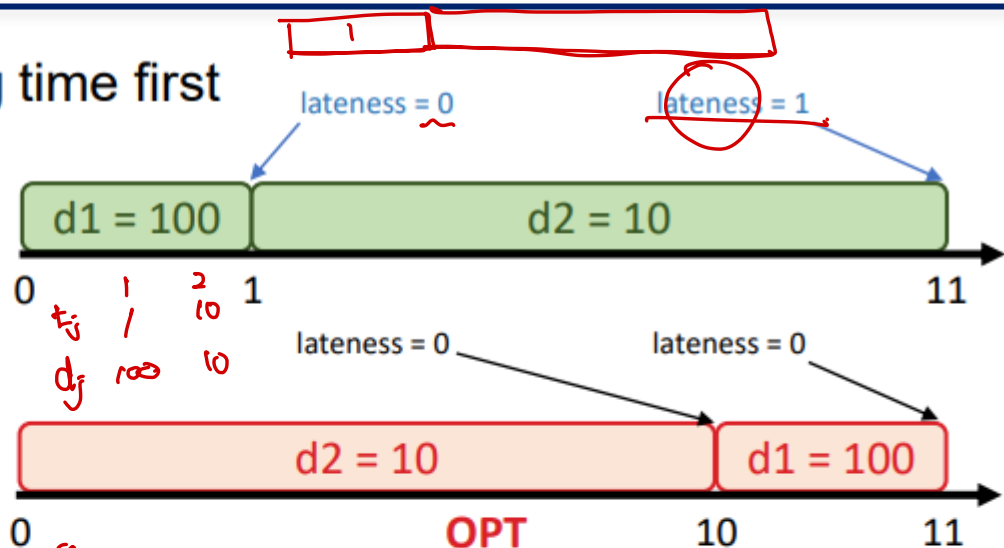 1
time first
lateness = 0
lateness = 1
d1 = 100
d2 = 10
0
1
11
1 2
tj 1 10
dj 100 10
lateness = 0
lateness = 0
d2 = 10
d1 = 100
0
OPT
10
11